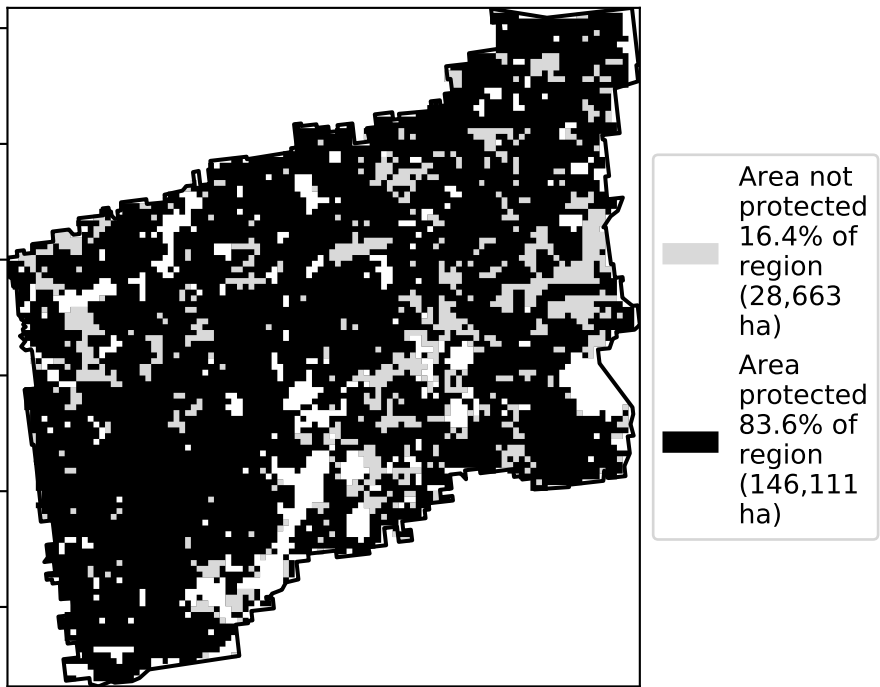 Area not
protected
16.4% of
region
(28,663
ha)
Area
protected
83.6% of
region
(146,111
ha)